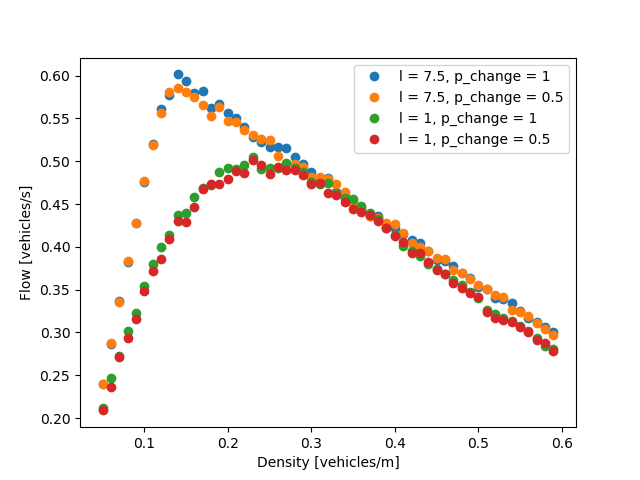 l = 7.5, p_change = 1
l = 7.5, p_change = 0.5
l = 1, p_change = 1
l = 1, p_change = 0.5
0.60
0.55
0.50
0.45
0.40
0.35
0.30
0.25
0.20
Flow [vehicles/s]
0.1 0.2 0.3 0.4 0.5 0.6
Density [vehicles/m]